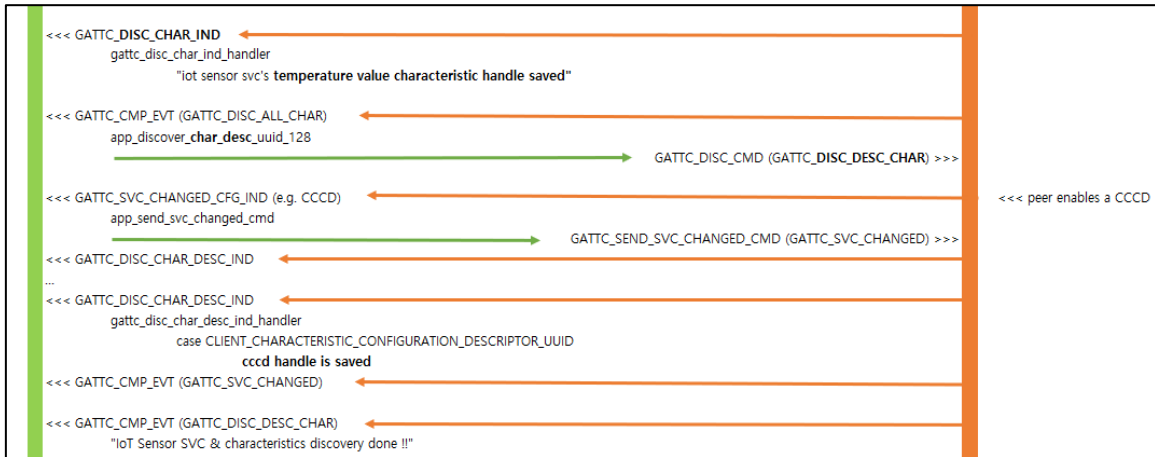 <<< GATTC_DISC_CHAR_IND
gattc_disc_char_ind_handler
"iot sensor svc's temperature value characteristic handle saved"
<<< GATTC_CMP_EVT (GATTC_DISC_ALL_CHAR)
app_discover_char_desc_uuid_128
GATTC_DISC_CMD (GATTC_DISC_DESC_CHAR) >>>
<<< GATTC_SVC_CHANGED_CFG_IND (e.g. CCCD)
<<< peer enables a CCCD
app_send_svc_changed_cmd
GATTC_SEND_SVC_CHANGED_CMD (GATTC_SVC_CHANGED) >>>
<<< GATTC_DISC_CHAR_DESC_IND
...
<<< GATTC_DISC_CHAR_DESC_IND
gattc_disc_char_desc_ind_handler
case CLIENT_CHARACTERISTIC_CONFIGURATION_DESCRIPTOR_UUID
cccd handle is saved
<<< GATTC_CMP_EVT (GATTC_SVC_CHANGED)
<<< GATTC_CMP_EVT (GATTC_DISC_DESC_CHAR)
"IoT Sensor SVC & characteristics discovery done !!"